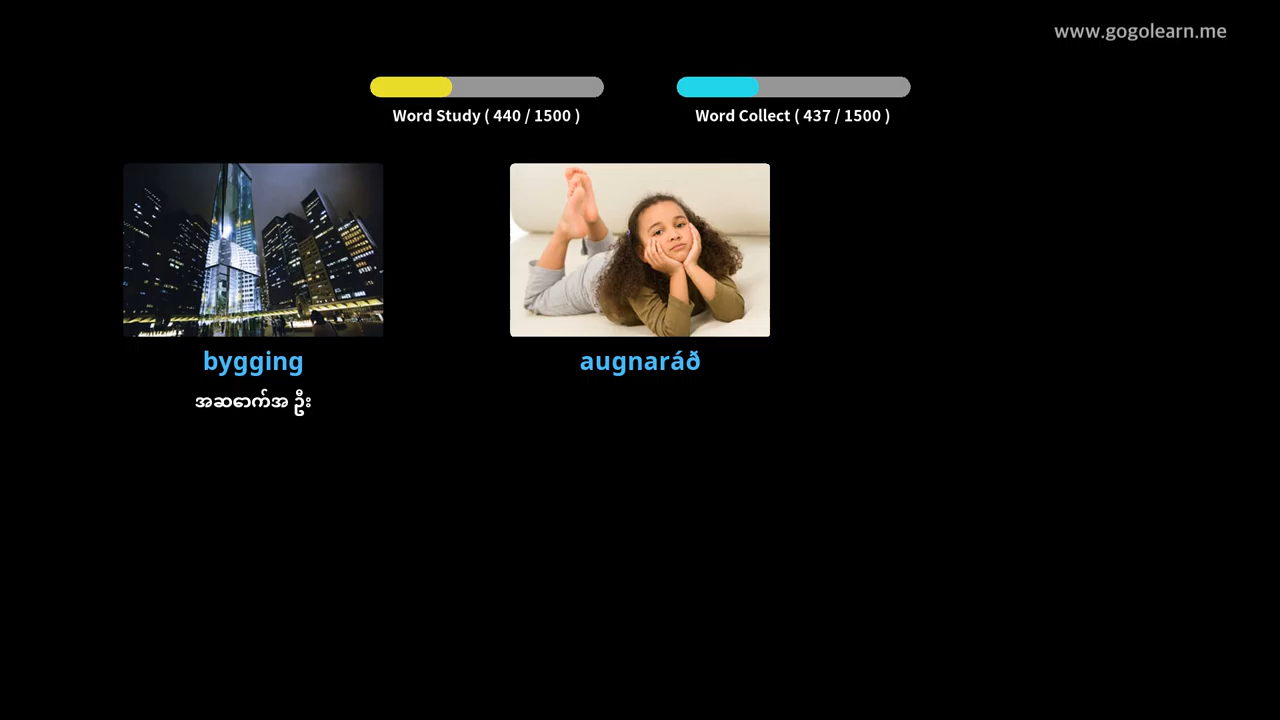 www.gogolearn.me
Word Study ( 440 / 1500 )
Word Collect ( 437 / 1500 )
bygging
augnaráð
အဆောက်အ ဦး